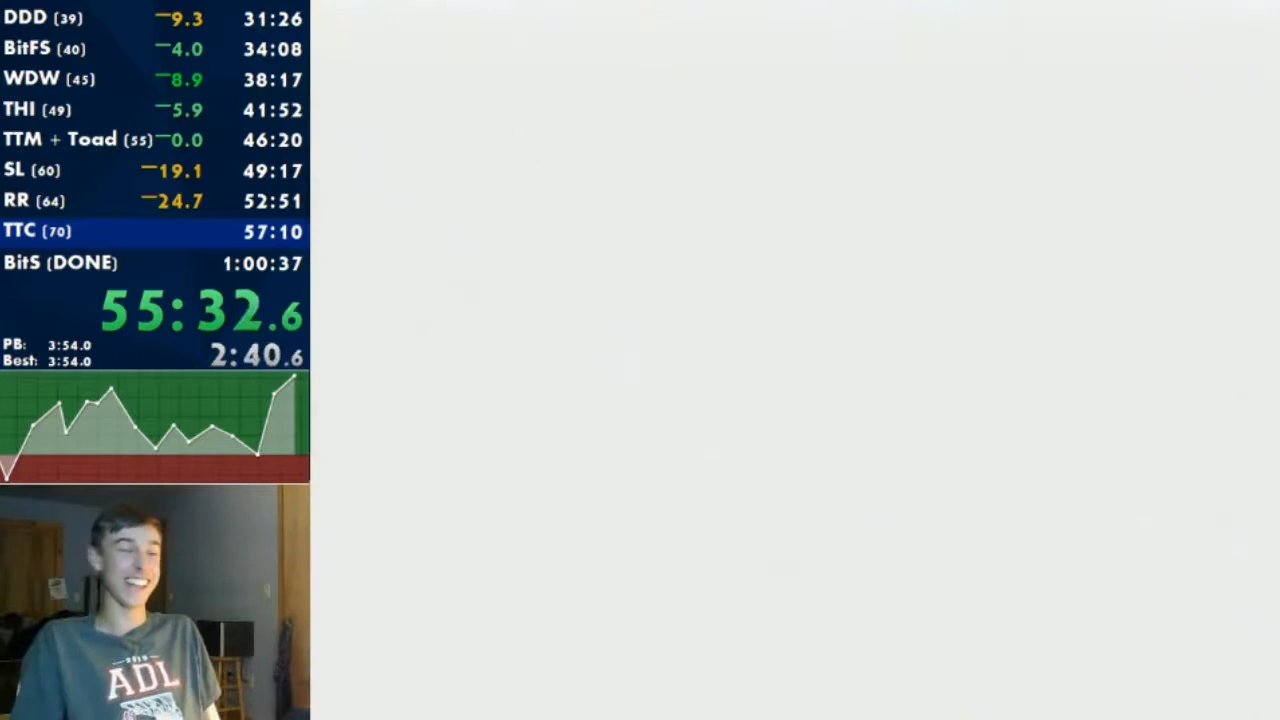 DDD (39) −9.3 31:26
BitFS (40) −4.0 34:08
WDW (45) −8.9 38:17
THI (49) −5.9 41:52
TTM + Toad (55) −0.0 46:20
SL (60) −19.1 49:17
RR (64) −24.7 52:51
TTC (70) 57:10
BitS (DONE) 1:00:37
55:32.6
PB: 3:54.0
Best: 3:54.0
2:40.6
ADL